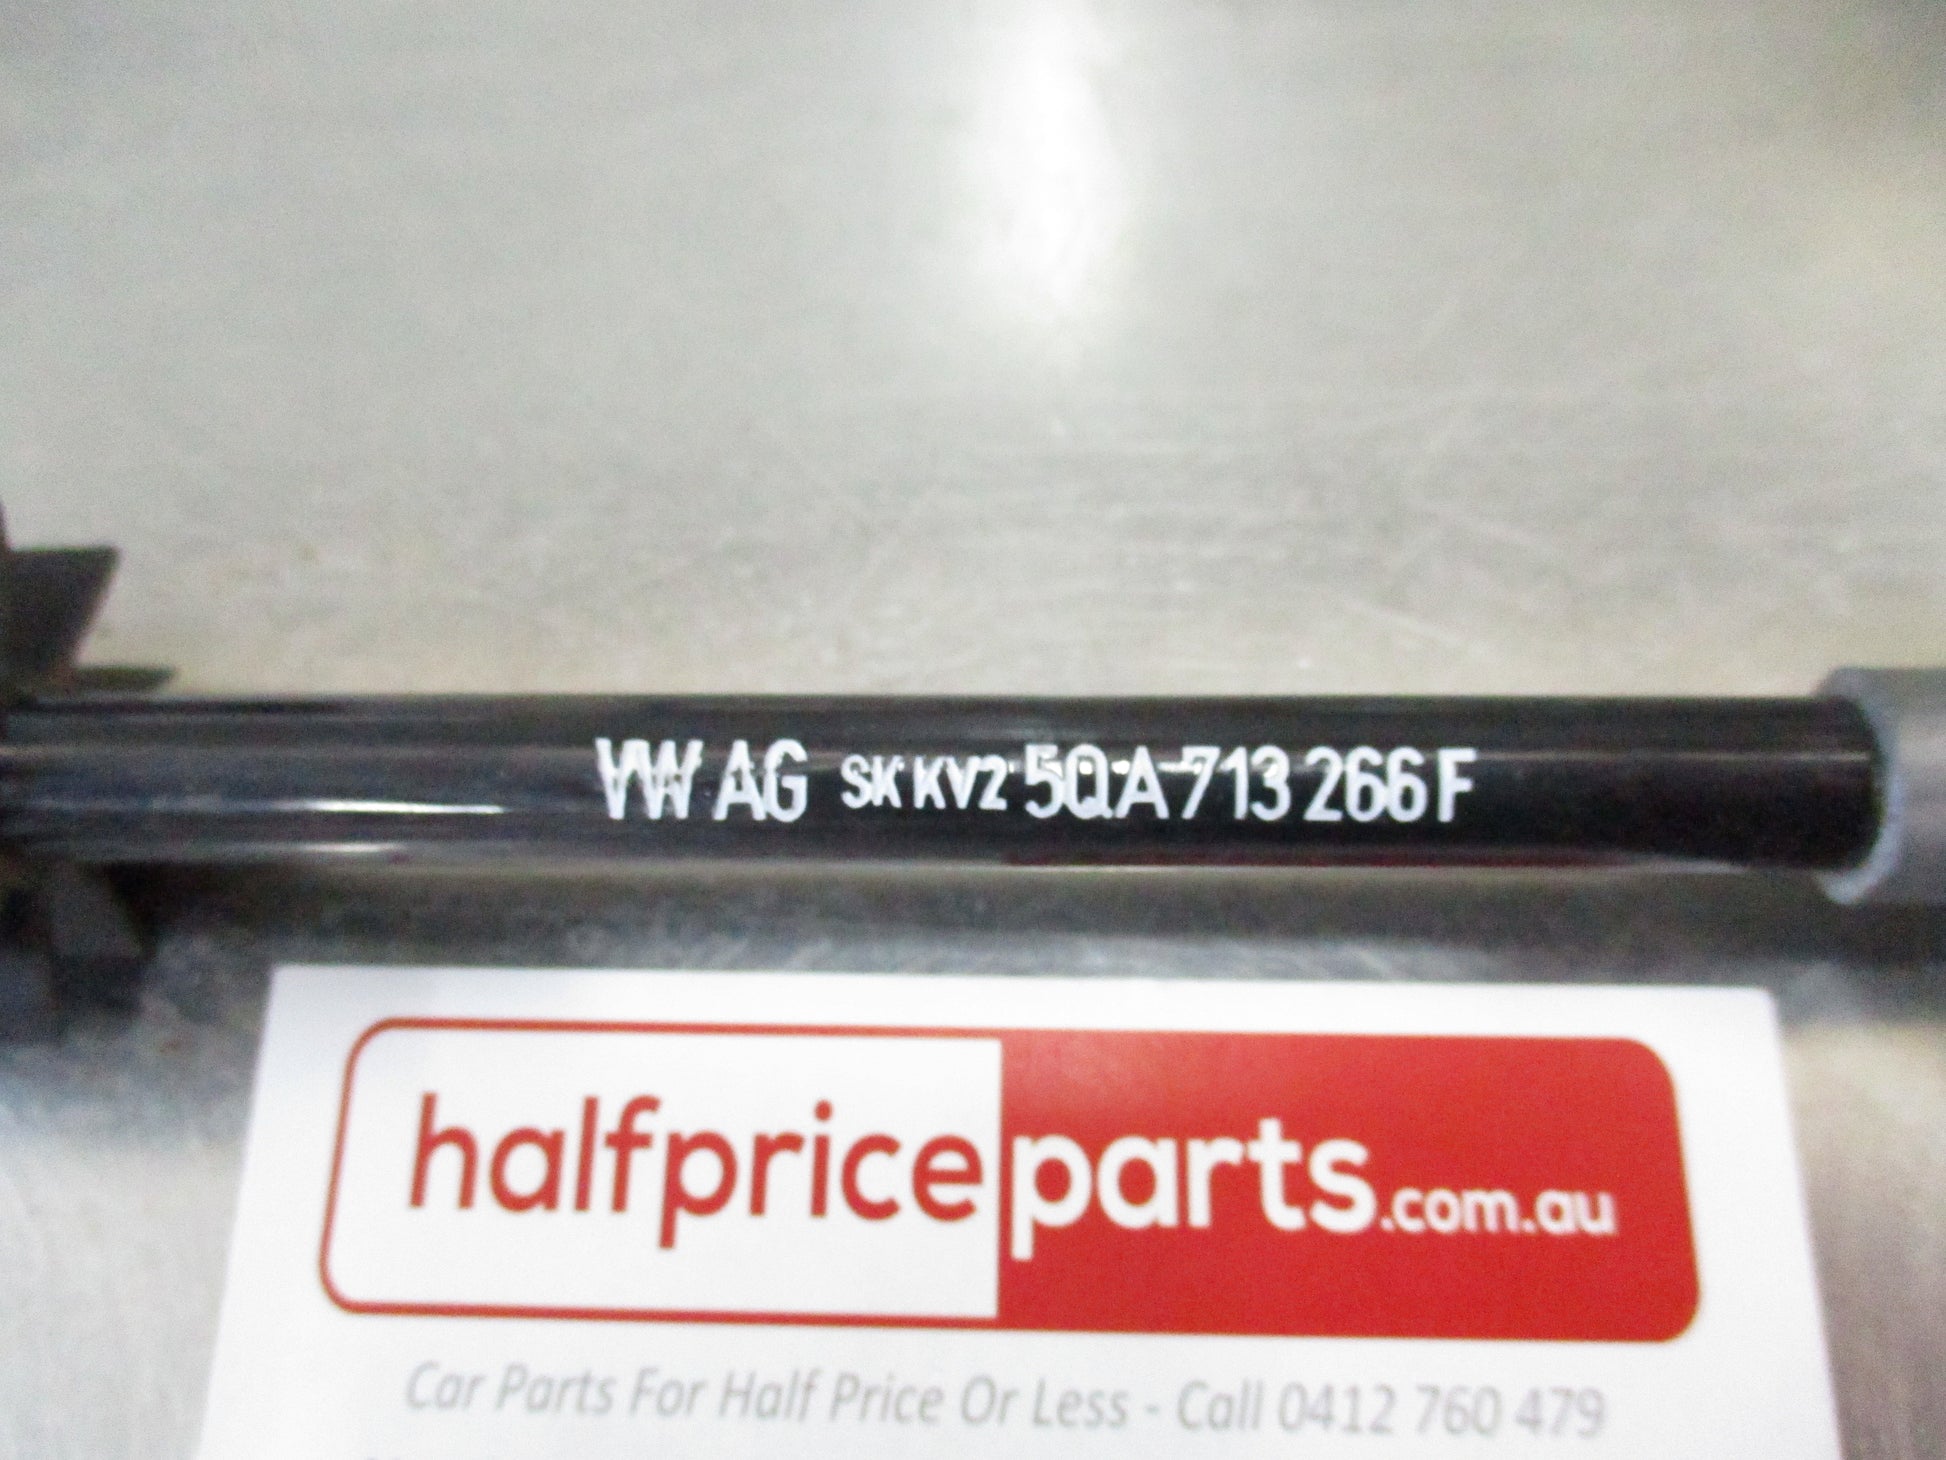 VW AG SK KV2 5QA 713 266 F
halfpriceparts.com.au
Car Parts For Half Price Or Less - Call 0412 760 479